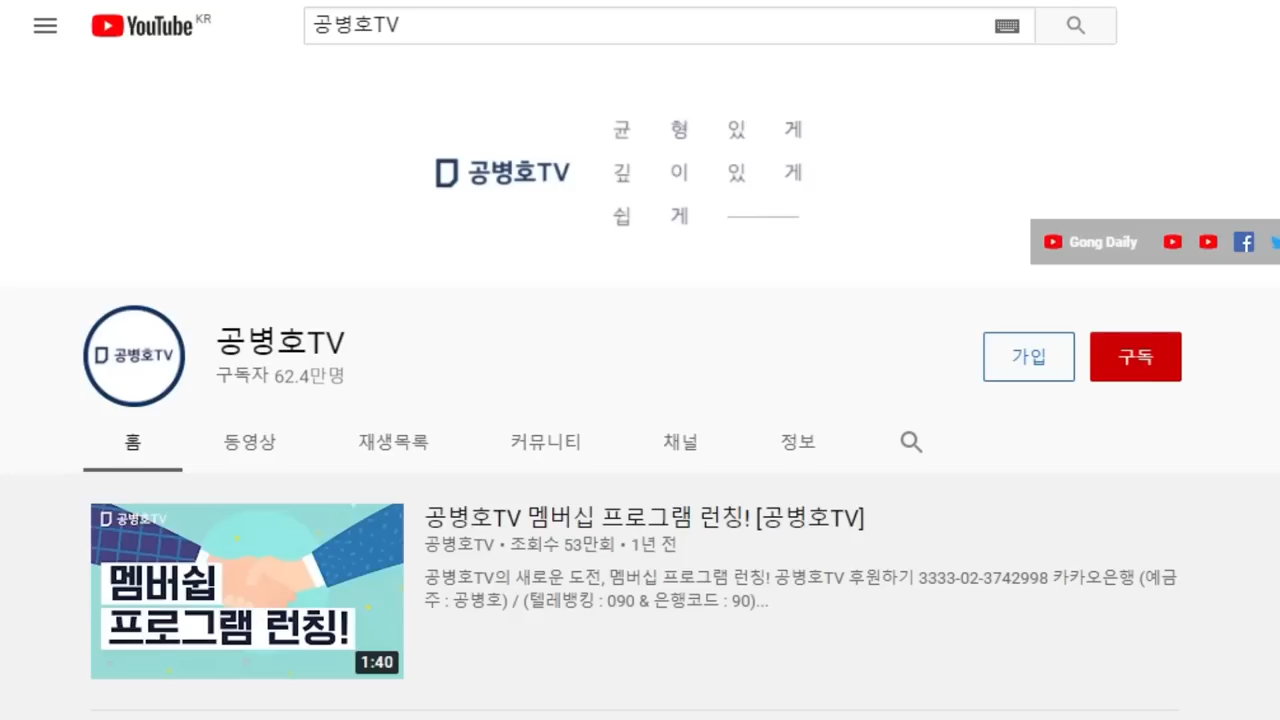 YouTube KR
공병호TV
균 형 있 게
공병호TV
깊 이 있 게
쉽 게
Gong Daily
공병호TV
공병호TV
구독자 62.4만명
가입
구독
홈 동영상 재생목록 커뮤니티 채널 정보
공병호TV
멤버쉽
프로그램 런칭!
1:40
공병호TV 멤버십 프로그램 런칭! [공병호TV]
공병호TV • 조회수 53만회 • 1년 전
공병호TV의 새로운 도전, 멤버십 프로그램 런칭! 공병호TV 후원하기 3333-02-3742998 카카오은행 (예금
주 : 공병호) / (텔레뱅킹 : 090 & 은행코드 : 90)...